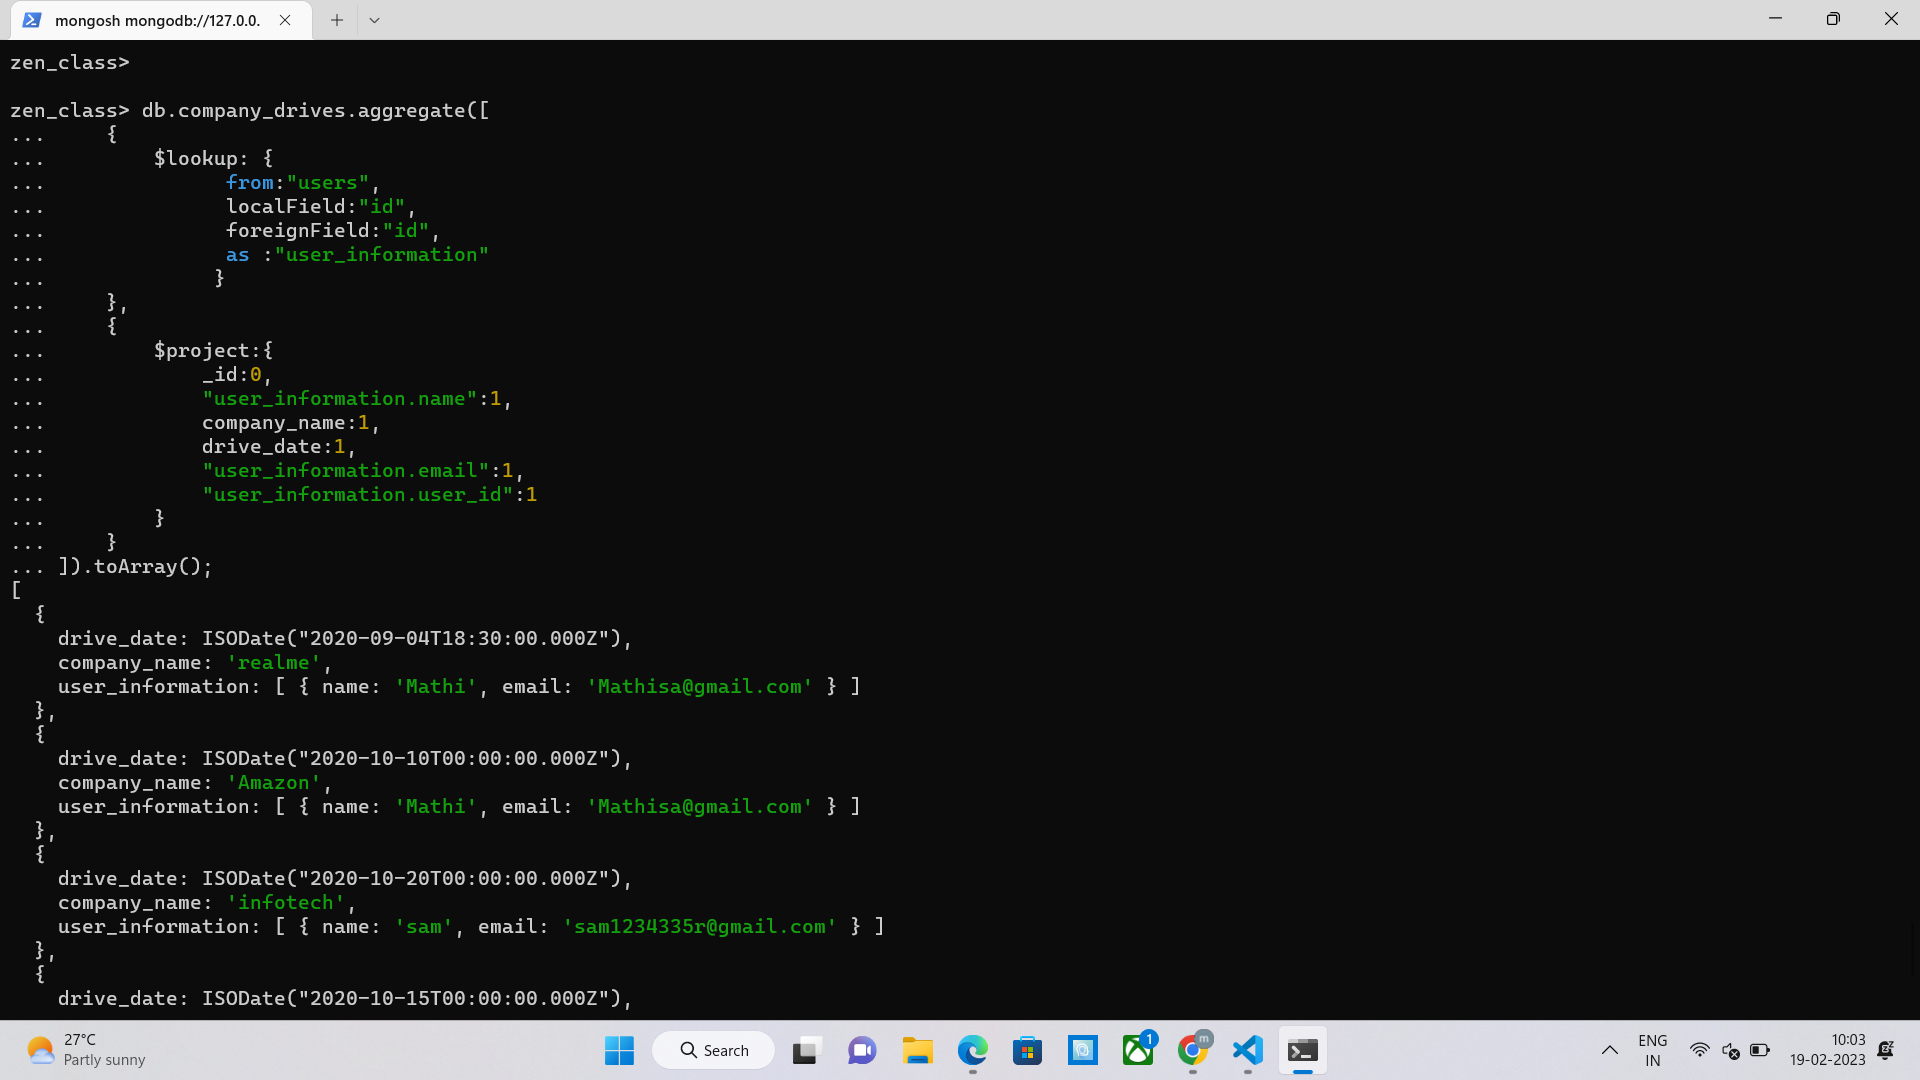 mongosh mongodb://127.0.0.
zen_class>
zen_class> db.company_drives.aggregate([
...     {
...         $lookup: {
...               from:"users",
...               localField:"id",
...               foreignField:"id",
...               as :"user_information"
...              }
...     },
...     {
...         $project:{
...             _id:0,
...             "user_information.name":1,
...             company_name:1,
...             drive_date:1,
...             "user_information.email":1,
...             "user_information.user_id":1
...         }
...     }
... ]).toArray();
[
  {
    drive_date: ISODate("2020-09-04T18:30:00.000Z"),
    company_name: 'realme',
    user_information: [ { name: 'Mathi', email: 'Mathisa@gmail.com' } ]
  },
  {
    drive_date: ISODate("2020-10-10T00:00:00.000Z"),
    company_name: 'Amazon',
    user_information: [ { name: 'Mathi', email: 'Mathisa@gmail.com' } ]
  },
  {
    drive_date: ISODate("2020-10-20T00:00:00.000Z"),
    company_name: 'infotech',
    user_information: [ { name: 'sam', email: 'sam1234335r@gmail.com' } ]
  },
  {
    drive_date: ISODate("2020-10-15T00:00:00.000Z"),
27°C
Partly sunny
Search
1
m
ENG
IN
10:03
19-02-2023